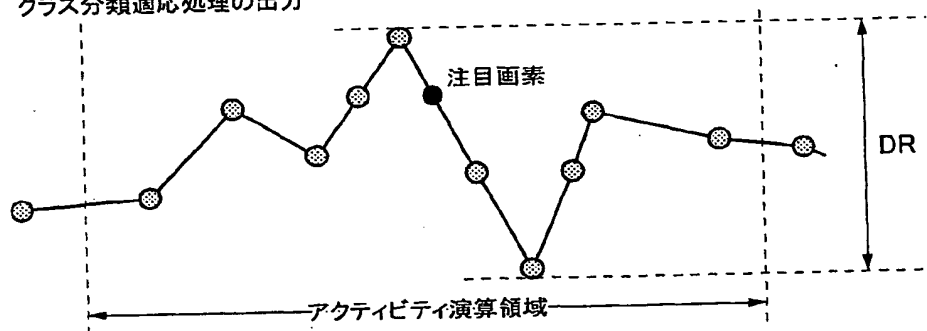 クラス分類適応処理の出力
注目画素
DR
アクティビティ演算領域